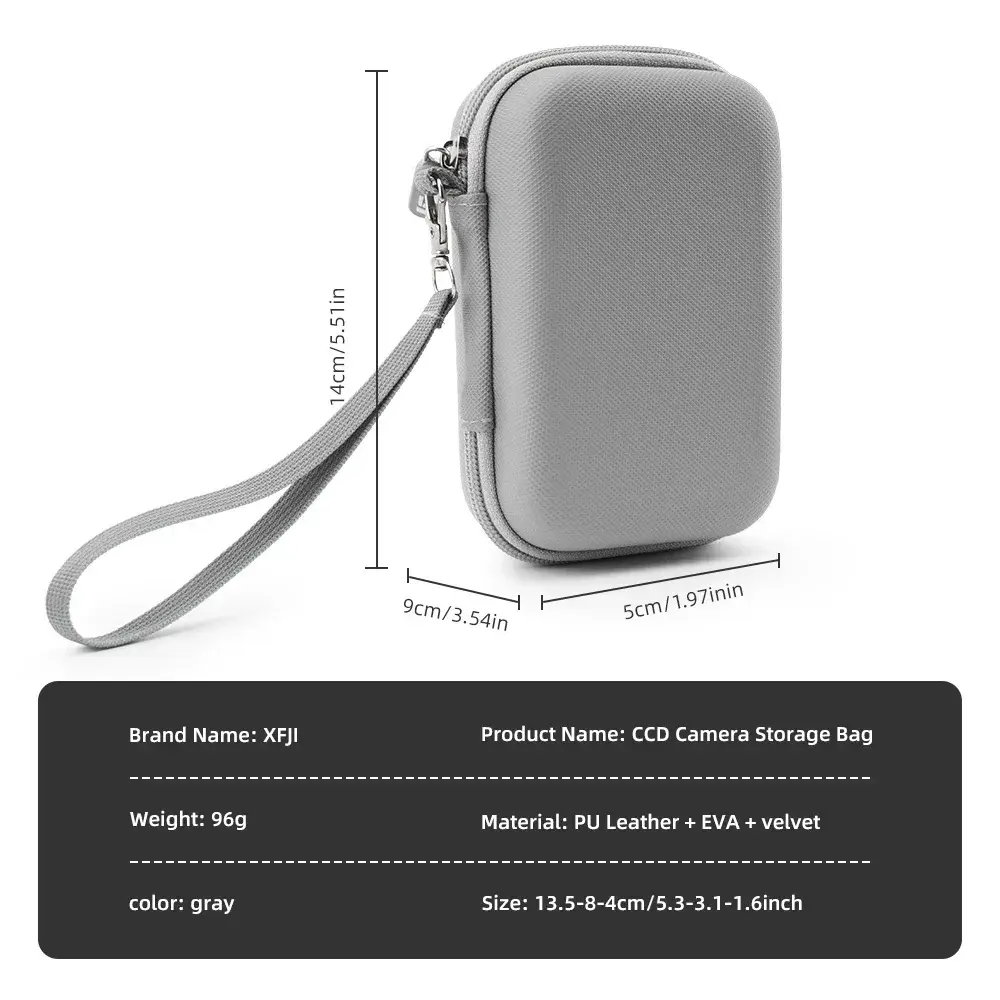 14cm/5.51in
9cm/3.54in
5cm/1.97inin
Brand Name: XFJI
Product Name: CCD Camera Storage Bag
Weight: 96g
Material: PU Leather + EVA + velvet
color: gray
Size: 13.5-8-4cm/5.3-3.1-1.6inch